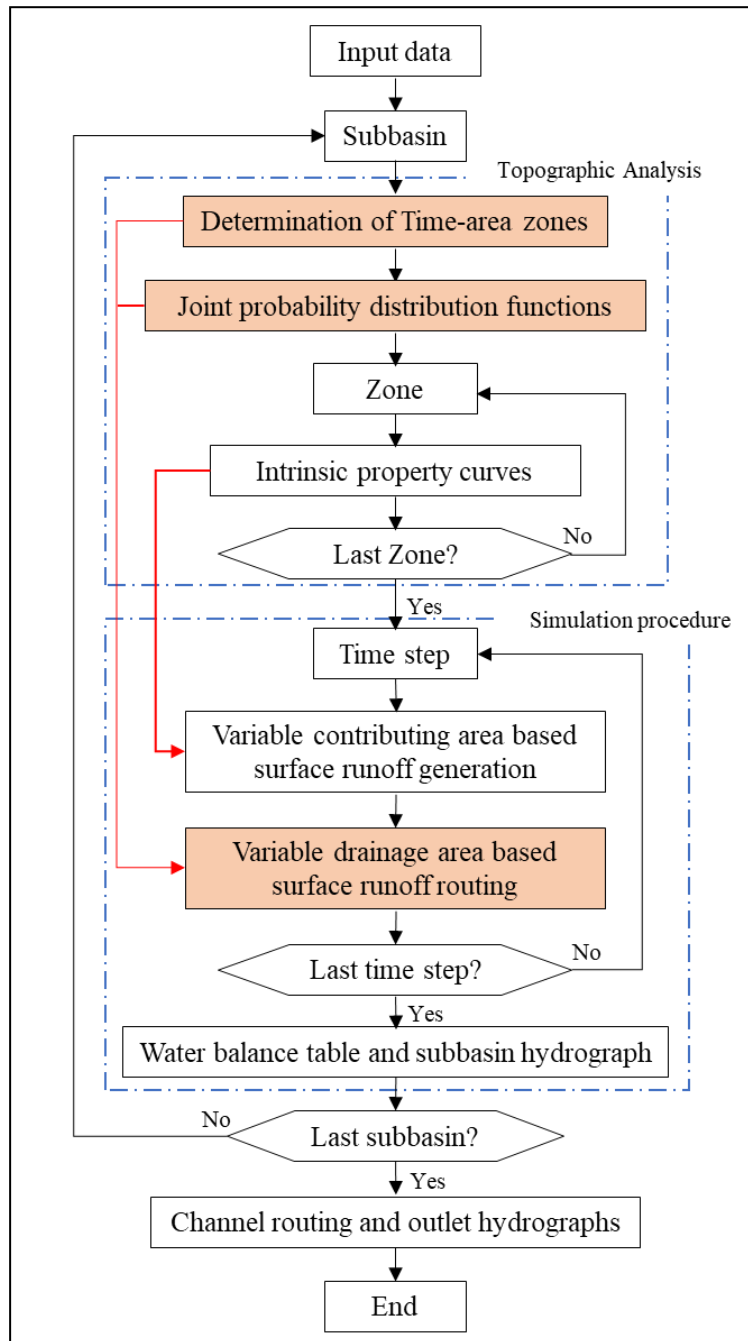 Input data
Subbasin
Topographic Analysis
Determination of Time-area zones
Joint probability distribution functions
Zone
Intrinsic property curves
Last Zone?
No
Yes
Simulation procedure
Time step
Variable contributing area based
surface runoff generation
Variable drainage area based
surface runoff routing
Last time step?
No
Yes
Water balance table and subbasin hydrograph
No
Last subbasin?
Yes
Channel routing and outlet hydrographs
End